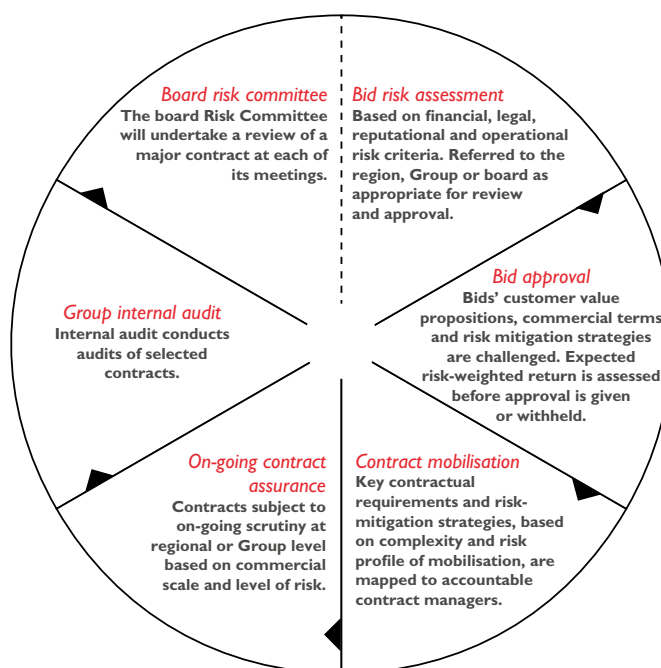 Board risk committee
The board Risk Committee
will undertake a review of a
major contract at each of
its meetings.
Bid risk assessment
Based on financial, legal,
reputational and operational
risk criteria. Referred to the
region, Group or board as
appropriate for review
and approval.
Bid approval
Bids’ customer value
propositions, commercial terms
and risk mitigation strategies
are challenged. Expected
risk-weighted return is assessed
before approval is given
or withheld.
Contract mobilisation
Key contractual
requirements and risk-
mitigation strategies, based
on complexity and risk
profile of mobilisation, are
mapped to accountable
contract managers.
On-going contract
assurance
Contracts subject to
on-going scrutiny at
regional or Group level
based on commercial
scale and level of risk.
Group internal audit
Internal audit conducts
audits of selected
contracts.